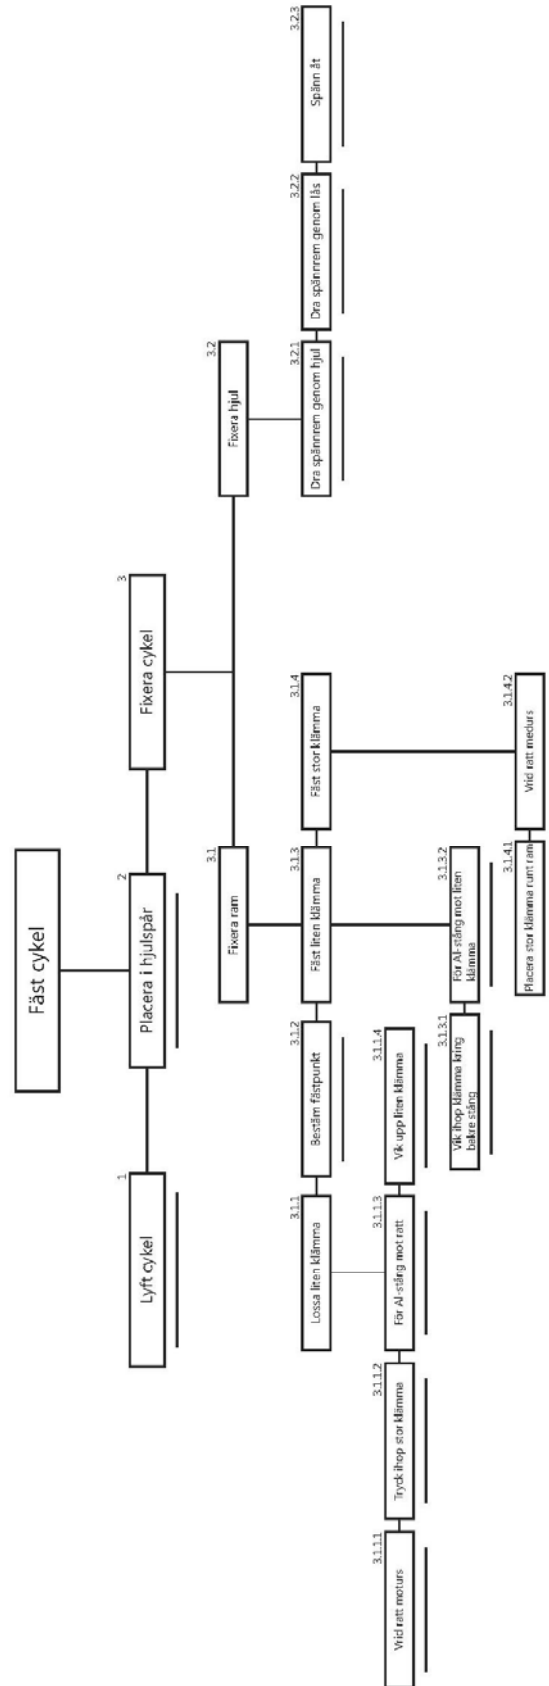 Fäst cykel
1
Lyft cykel
2
Placera i hjulspår
3
Fixera cykel
3.1
Fixera ram
3.2
Fixera hjul
3.1.1
Lossa liten klämma
3.1.2
Bestäm fästpunkt
3.1.3
Fäst liten klämma
3.1.4
Fäst stor klämma
3.2.1
Dra spännrem genom hjul
3.2.2
Dra spännrem genom lås
3.2.3
Spänn åt
3.1.1.1
Vrid ratt moturs
3.1.1.2
Tryck ihop stor klämma
3.1.1.3
För Al-stång mot ratt
3.1.1.4
Vik upp liten klämma
3.1.3.1
Vik ihop klämma kring
bakre stång
3.1.3.2
För Al-stång mot liten
klämma
3.1.4.1
Placera stor klämma runt ram
3.1.4.2
Vrid ratt medurs